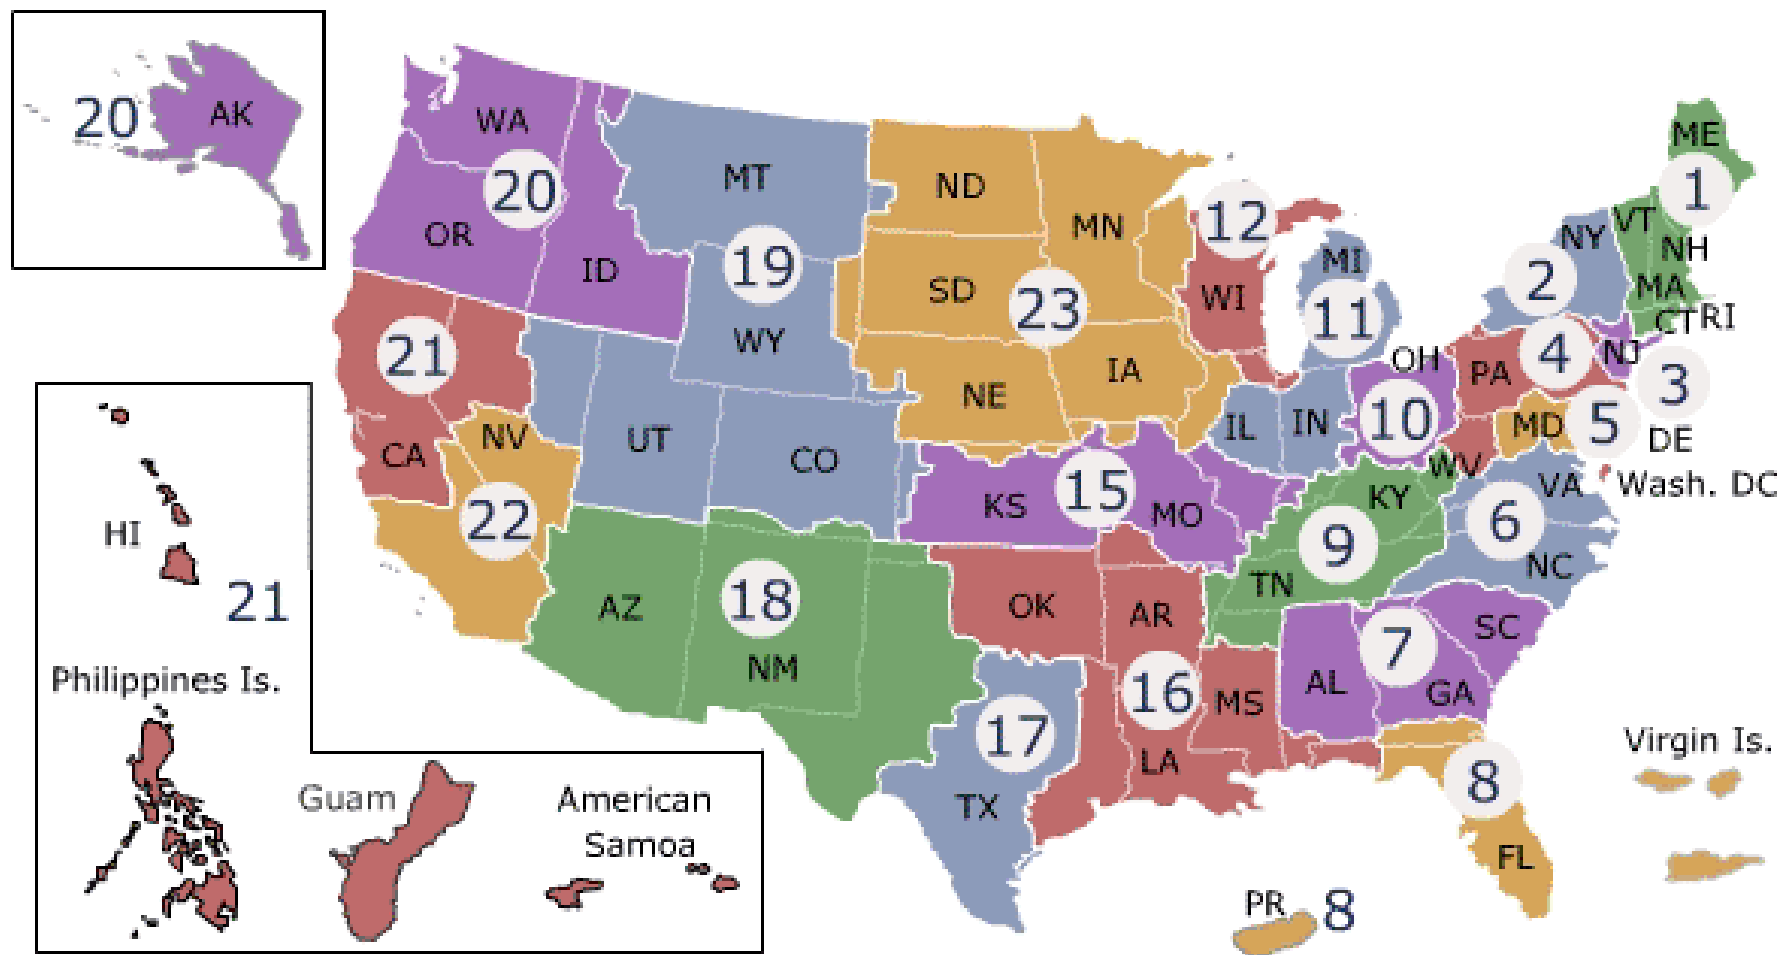 20
AK
WA
20
OR
ID
MT
19
WY
ND
MN
SD
23
NE
IA
12
WI
MI
11
ME
1
VT
NH
NY
2
MA
CT
RI
OH
10
PA
4
NJ
3
MD
5
DE
Wash. DC
WV
VA
6
NC
21
CA
NV
22
UT
CO
KS
15
MO
IL
IN
KY
9
TN
AZ
18
NM
OK
AR
16
MS
LA
AL
7
SC
GA
17
TX
8
FL
Virgin Is.
PR
8
HI
21
Philippines Is.
Guam
American
Samoa